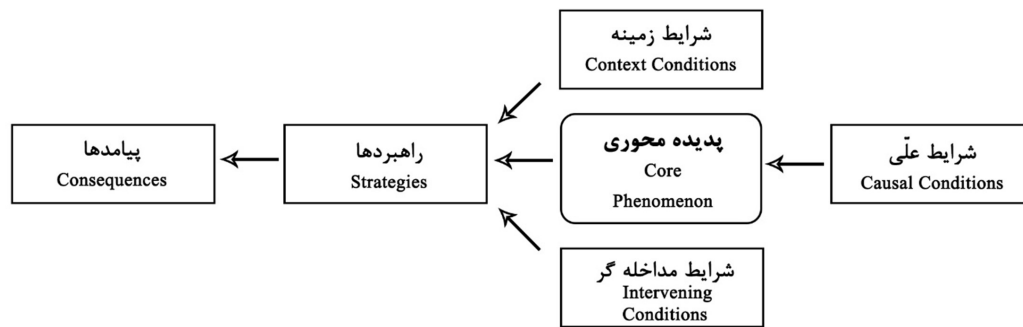 شرایط زمینه
Context Conditions
شرایط علّی
Causal Conditions
پدیده محوری
Core
Phenomenon
راهبردها
Strategies
پیامدها
Consequences
شرایط مداخله گر
Intervening
Conditions